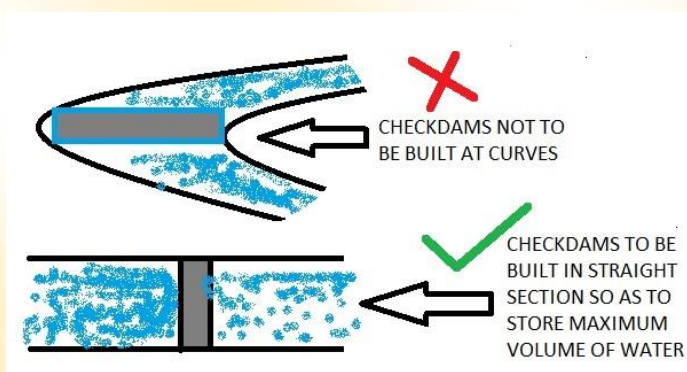 CHECKDAMS NOT TO
BE BUILT AT CURVES
CHECKDAMS TO BE
BUILT IN STRAIGHT
SECTION SO AS TO
STORE MAXIMUM
VOLUME OF WATER